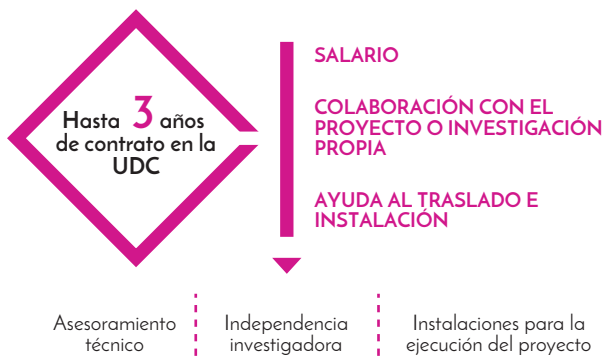 Hasta 3 años
de contrato en la
UDC
SALARIO
COLABORACIÓN CON EL
PROYECTO O INVESTIGACIÓN
PROPIA
AYUDA AL TRASLADO E
INSTALACIÓN
Asesoramiento
técnico
Independencia
investigadora
Instalaciones para la
ejecución del proyecto